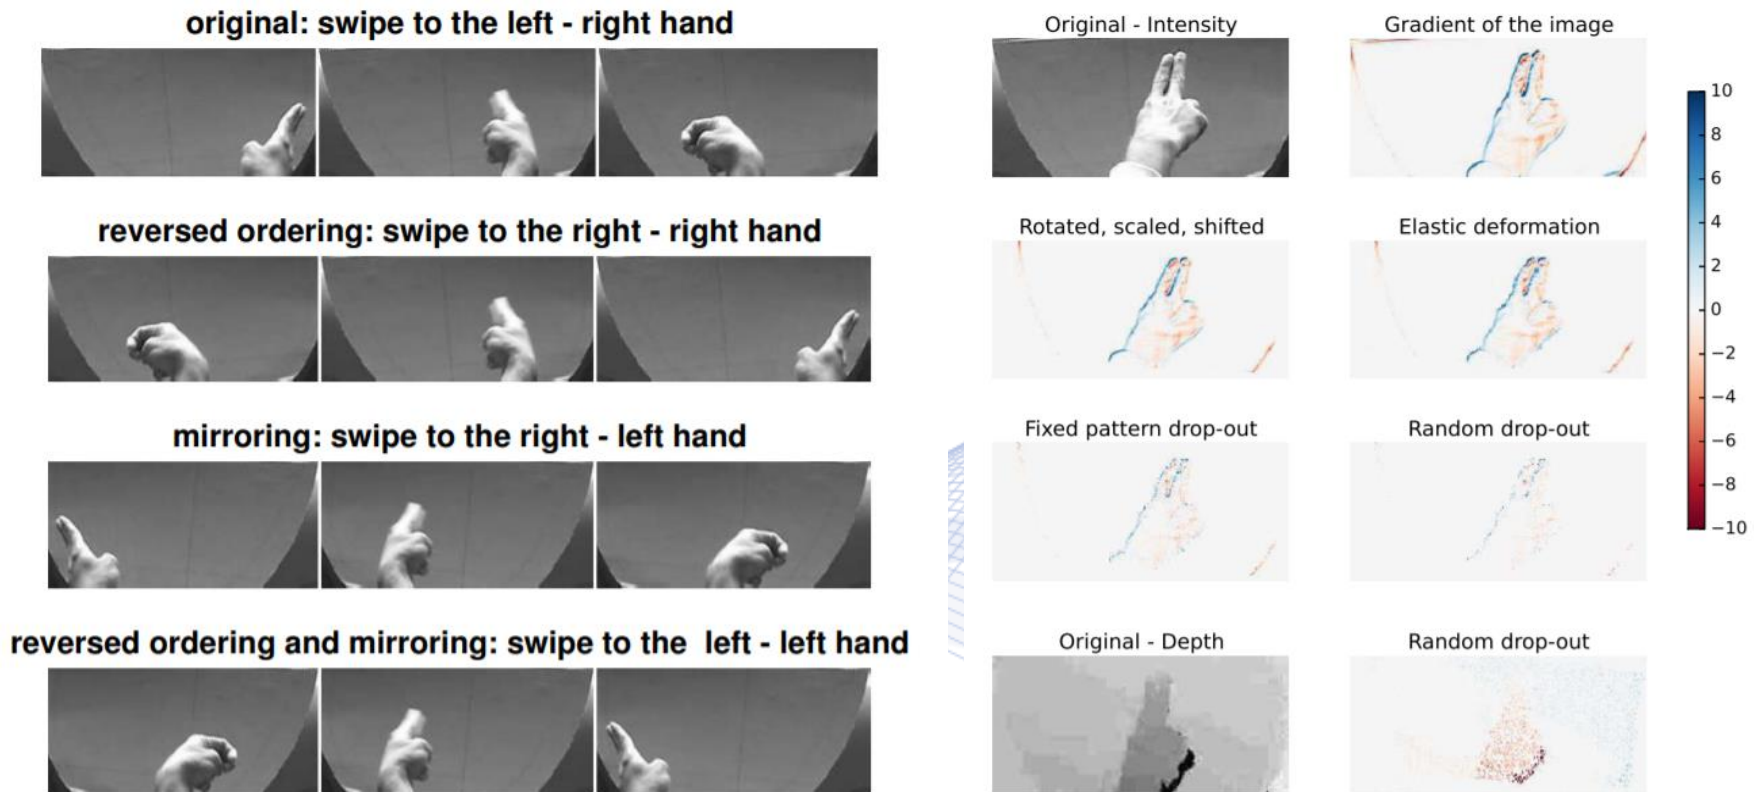 original: swipe to the left - right hand
reversed ordering: swipe to the right - right hand
mirroring: swipe to the right - left hand
reversed ordering and mirroring: swipe to the  left - left hand
Original - Intensity
Gradient of the image
Rotated, scaled, shifted
Elastic deformation
Fixed pattern drop-out
Random drop-out
Original - Depth
Random drop-out
10
8
6
4
2
0
−2
−4
−6
−8
−10